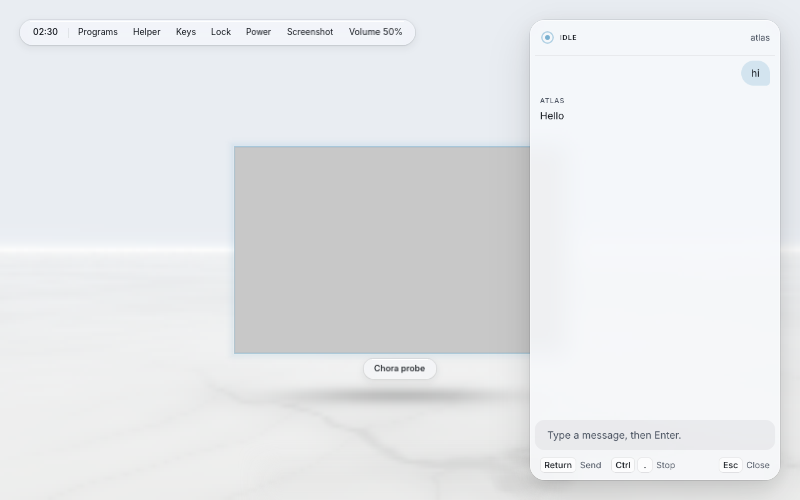 02:30 Programs Helper Keys Lock Power Screenshot Volume 50%
IDLE atlas
hi
ATLAS
Hello
Chora probe
Type a message, then Enter.
Return Send Ctrl . Stop Esc Close